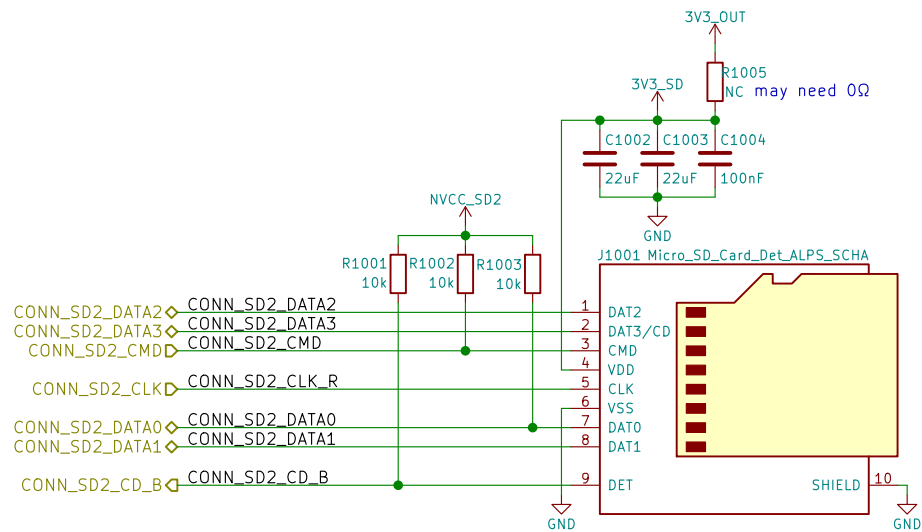 3V3_OUT
R1005
NC may need 0Ω
3V3_SD
C1002 C1003 C1004
22uF 22uF 100nF
GND
NVCC_SD2
R1001 R1002 R1003
10k 10k 10k
J1001 Micro_SD_Card_Det_ALPS_SCHA
CONN_SD2_DATA2 CONN_SD2_DATA2 1 DAT2
CONN_SD2_DATA3 CONN_SD2_DATA3 2 DAT3/CD
CONN_SD2_CMD CONN_SD2_CMD 3 CMD
4 VDD
CONN_SD2_CLK CONN_SD2_CLK_R 5 CLK
6 VSS
CONN_SD2_DATA0 CONN_SD2_DATA0 7 DAT0
CONN_SD2_DATA1 CONN_SD2_DATA1 8 DAT1
CONN_SD2_CD_B CONN_SD2_CD_B 9 DET SHIELD 10
GND GND